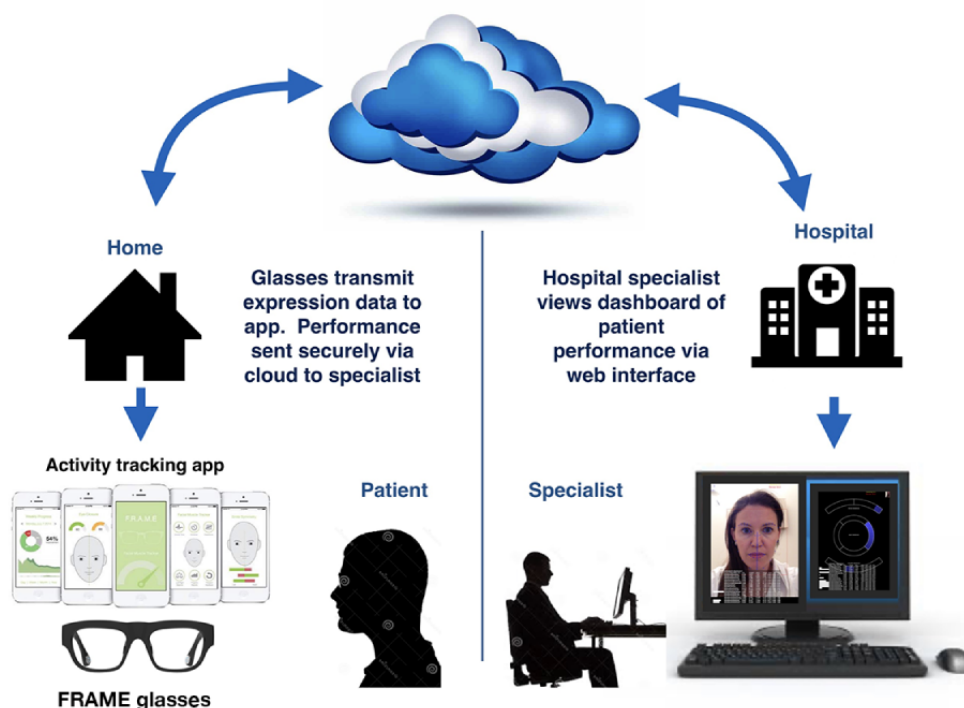 Home
Hospital
Glasses transmit
expression data to
app. Performance
sent securely via
cloud to specialist
Hospital specialist
views dashboard of
patient
performance via
web interface
Activity tracking app
FRAME
54%
Patient
Specialist
FRAME glasses